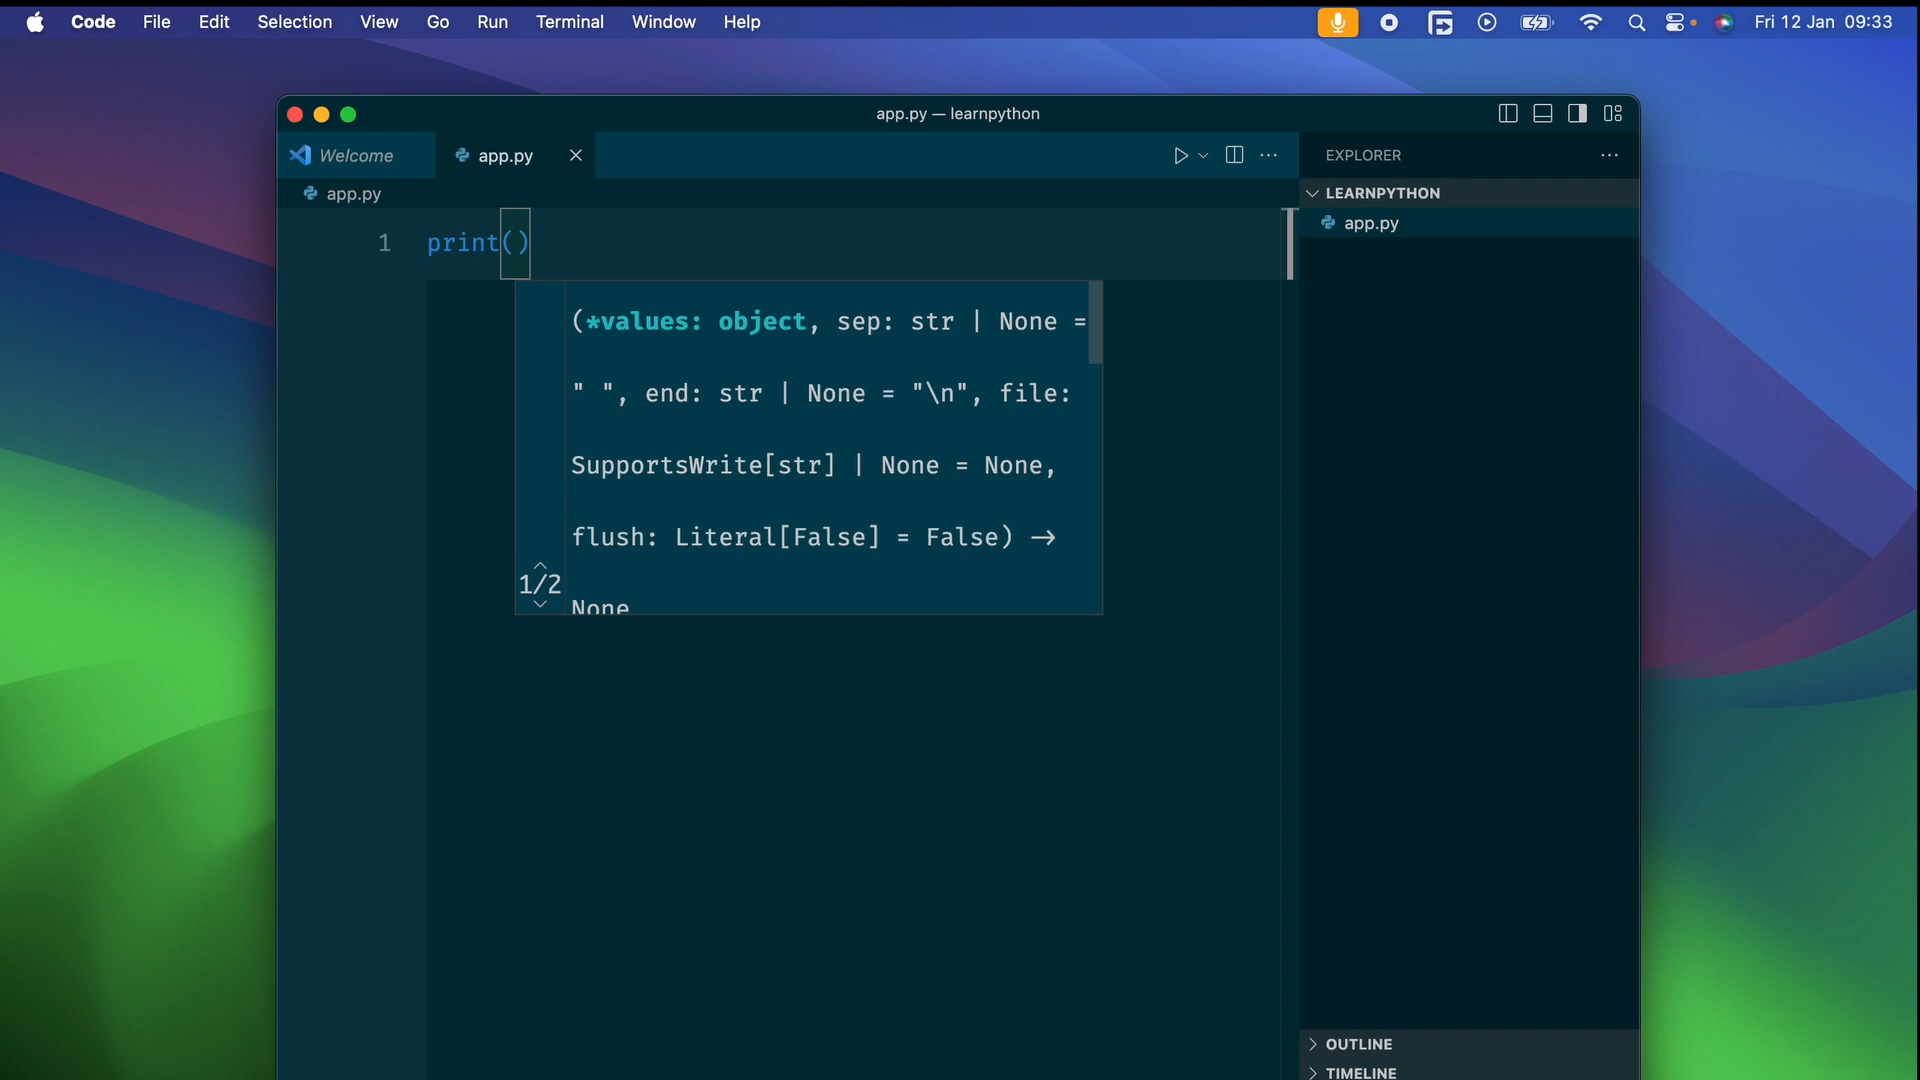 Code File Edit Selection View Go Run Terminal Window Help Fri 12 Jan 09:33
app.py — learnpython
Welcome app.py
EXPLORER
app.py
LEARNPYTHON
app.py
1 print()
(*values: object, sep: str | None =
" ", end: str | None = "\n", file:
SupportsWrite[str] | None = None,
flush: Literal[False] = False) →
1/2
None
OUTLINE
TIMELINE